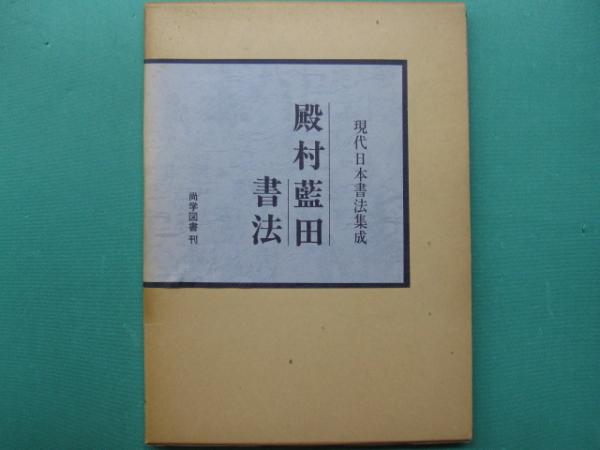 現代日本書法集成
殿村藍田
書法
尚学図書 刊